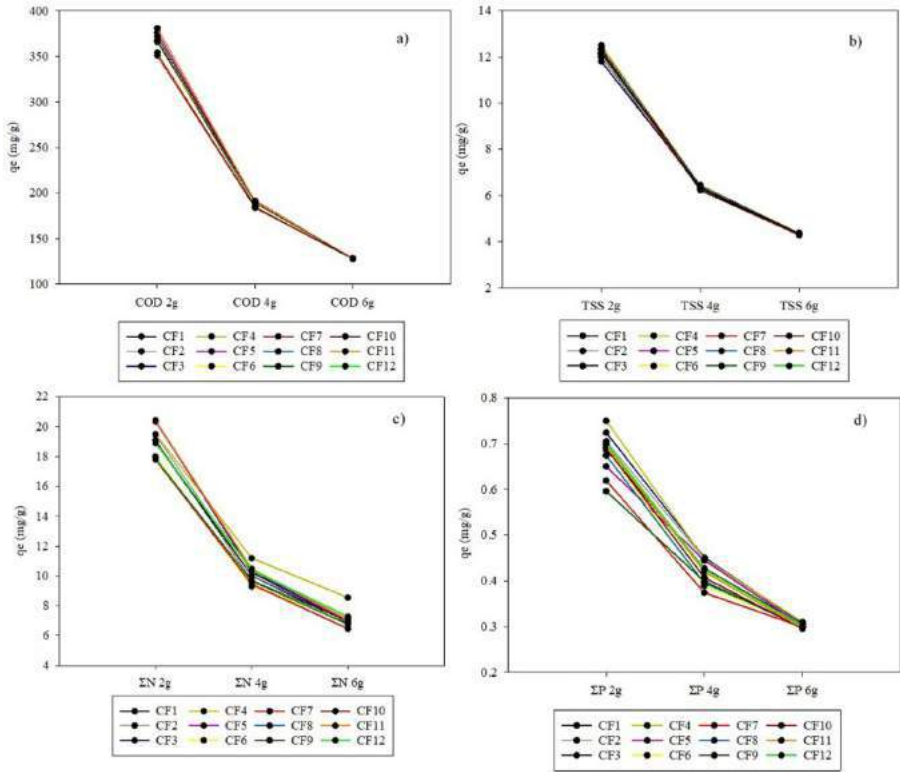 a)
400
350
300
250
200
150
100
qe (mg/g)
COD 2g COD 4g COD 6g
CF1 CF4 CF7 CF10
CF2 CF5 CF8 CF11
CF3 CF6 CF9 CF12
b)
14
12
10
8
6
4
2
qe (mg/g)
TSS 2g TSS 4g TSS 6g
CF1 CF4 CF7 CF10
CF2 CF5 CF8 CF11
CF3 CF6 CF9 CF12
c)
22
20
18
16
14
12
10
8
6
4
qe (mg/g)
ΣN 2g ΣN 4g ΣN 6g
CF1 CF4 CF7 CF10
CF2 CF5 CF8 CF11
CF3 CF6 CF9 CF12
d)
0.8
0.7
0.6
0.5
0.4
0.3
0.2
qe (mg/g)
ΣP 2g ΣP 4g ΣP 6g
CF1 CF4 CF7 CF10
CF2 CF5 CF8 CF11
CF3 CF6 CF9 CF12